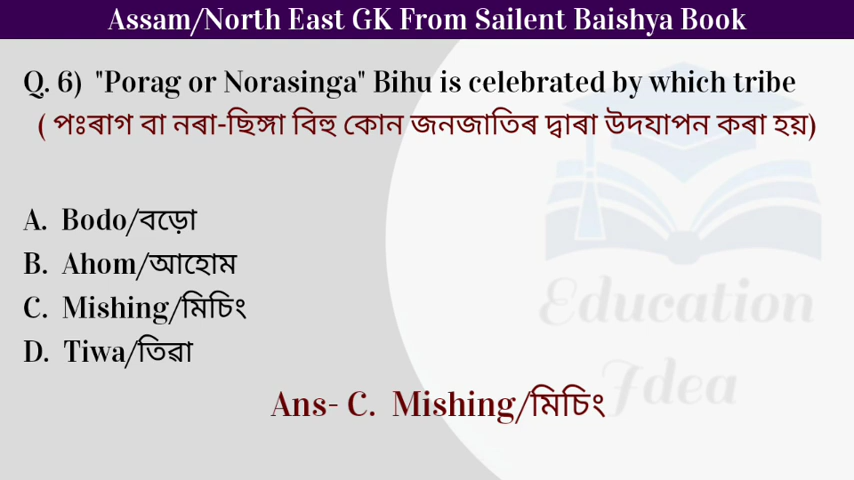 Assam/North East GK From Sailent Baishya Book
Q. 6) "Porag or Norasinga" Bihu is celebrated by which tribe
( পঃৰাগ বা নৰা-ছিঙ্গা বিহু কোন জনজাতিৰ দ্বাৰা উদযাপন কৰা হয়)
A. Bodo/বড়ো
B. Ahom/আহোম
C. Mishing/মিচিং
D. Tiwa/তিৱা
Ans- C. Mishing/মিচিং
Education
Idea